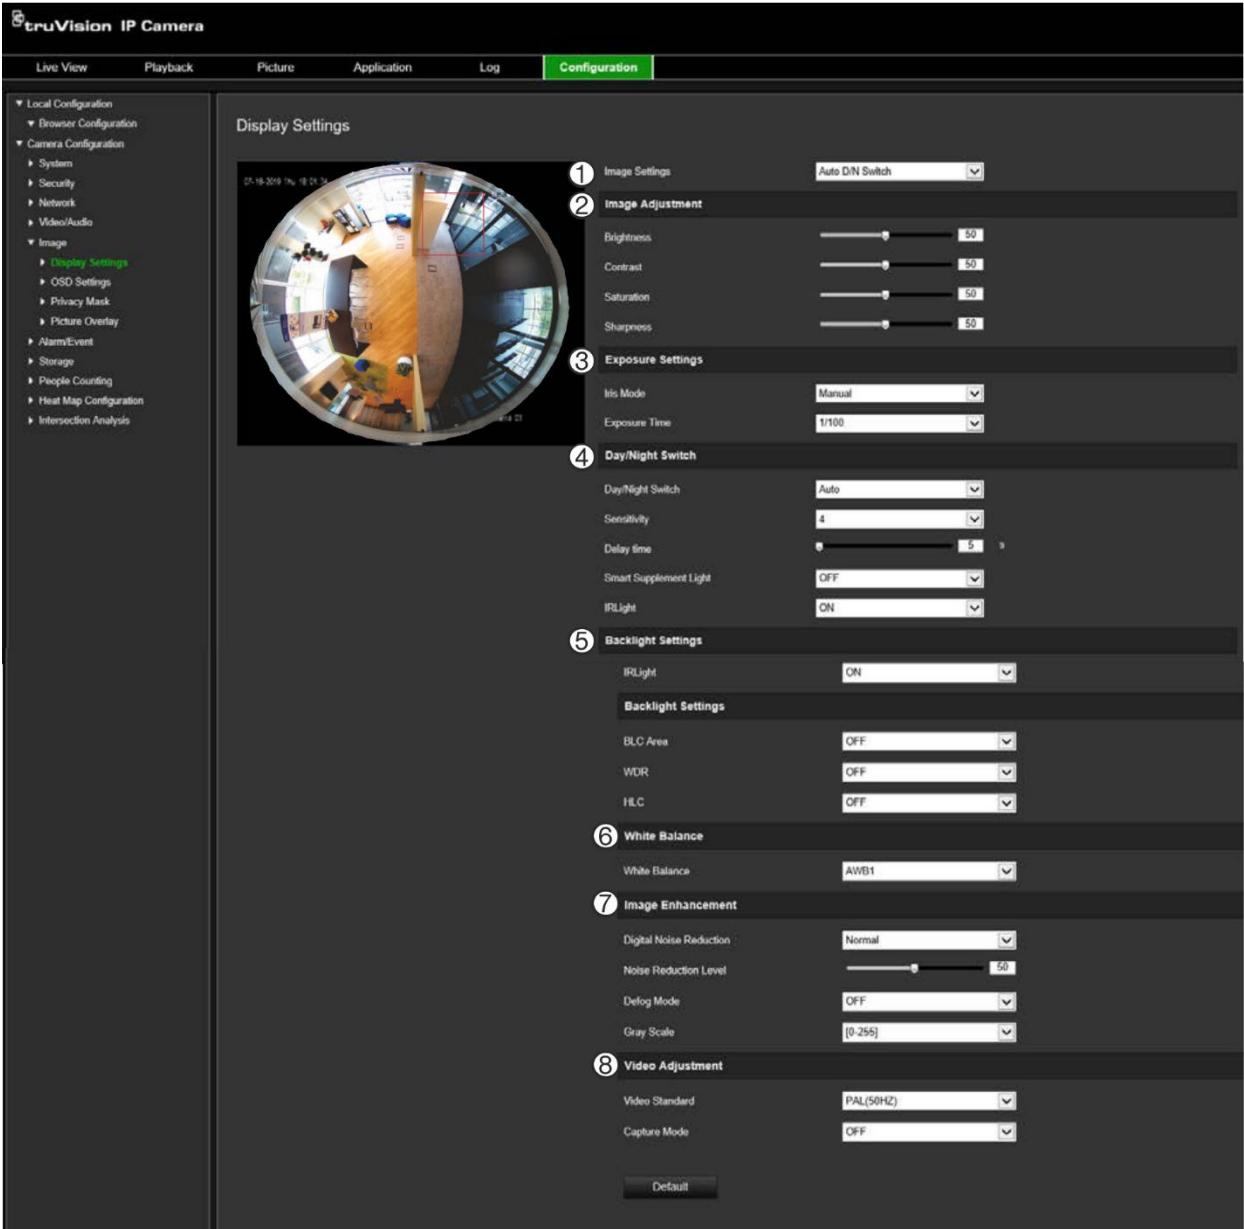 truVision IP Camera
Live View Playback Picture Application Log Configuration
Local Configuration
Browser Configuration
Camera Configuration
System
Security
Network
Video/Audio
Image
Display Settings
OSD Settings
Privacy Mask
Picture Overlay
Alarm/Event
Storage
People Counting
Heat Map Configuration
Intersection Analysis
Display Settings
07-18-2019 Thu 18:01:24
1 Image Settings Auto D/N Switch
2 Image Adjustment
Brightness 50
Contrast 50
Saturation 50
Sharpness 50
3 Exposure Settings
Iris Mode Manual
Exposure Time 1/100
4 Day/Night Switch
Day/Night Switch Auto
Sensitivity 4
Delay time 5 s
Smart Supplement Light OFF
IRLight ON
5 Backlight Settings
IRLight ON
Backlight Settings
BLC Area OFF
WDR OFF
HLC OFF
6 White Balance
White Balance AWB1
7 Image Enhancement
Digital Noise Reduction Normal
Noise Reduction Level 50
Defog Mode OFF
Gray Scale [0-255]
8 Video Adjustment
Video Standard PAL(50HZ)
Capture Mode OFF
Default